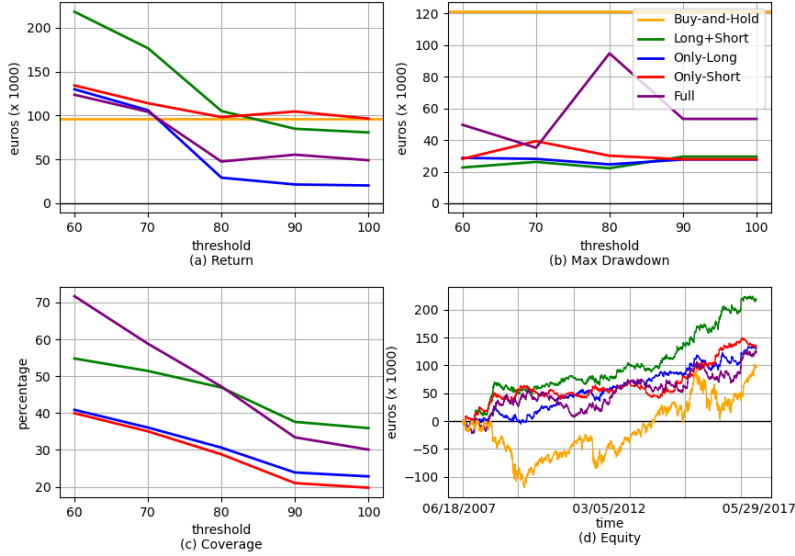 euros (x 1000)
200
150
100
50
0
60
70
80
90
100
threshold
(a) Return
euros (x 1000)
120
100
80
60
40
20
0
60
70
80
90
100
threshold
(b) Max Drawdown
Buy-and-Hold
Long+Short
Only-Long
Only-Short
Full
percentage
70
60
50
40
30
20
60
70
80
90
100
threshold
(c) Coverage
euros (x 1000)
200
150
100
50
0
−50
−100
06/18/2007
03/05/2012
05/29/2017
time
(d) Equity